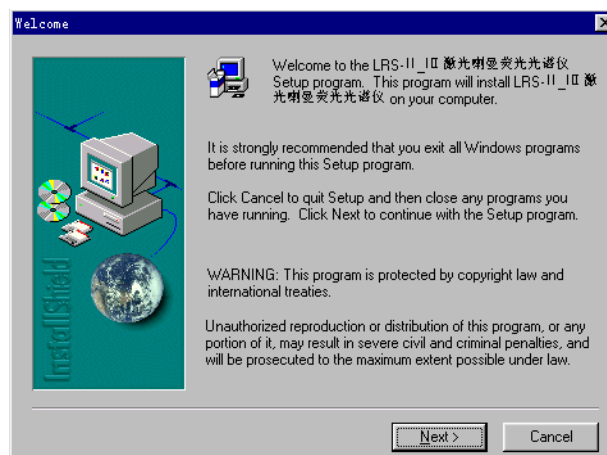 Welcome
Welcome to the LRS-II_III 激光喇曼荧光光谱仪
Setup program. This program will install LRS-II_III 激
光喇曼荧光光谱仪 on your computer.
It is strongly recommended that you exit all Windows programs
before running this Setup program.
Click Cancel to quit Setup and then close any programs you
have running. Click Next to continue with the Setup program.
WARNING: This program is protected by copyright law and
international treaties.
Unauthorized reproduction or distribution of this program, or any
portion of it, may result in severe civil and criminal penalties, and
will be prosecuted to the maximum extent possible under law.
InstallShield
Next >
Cancel